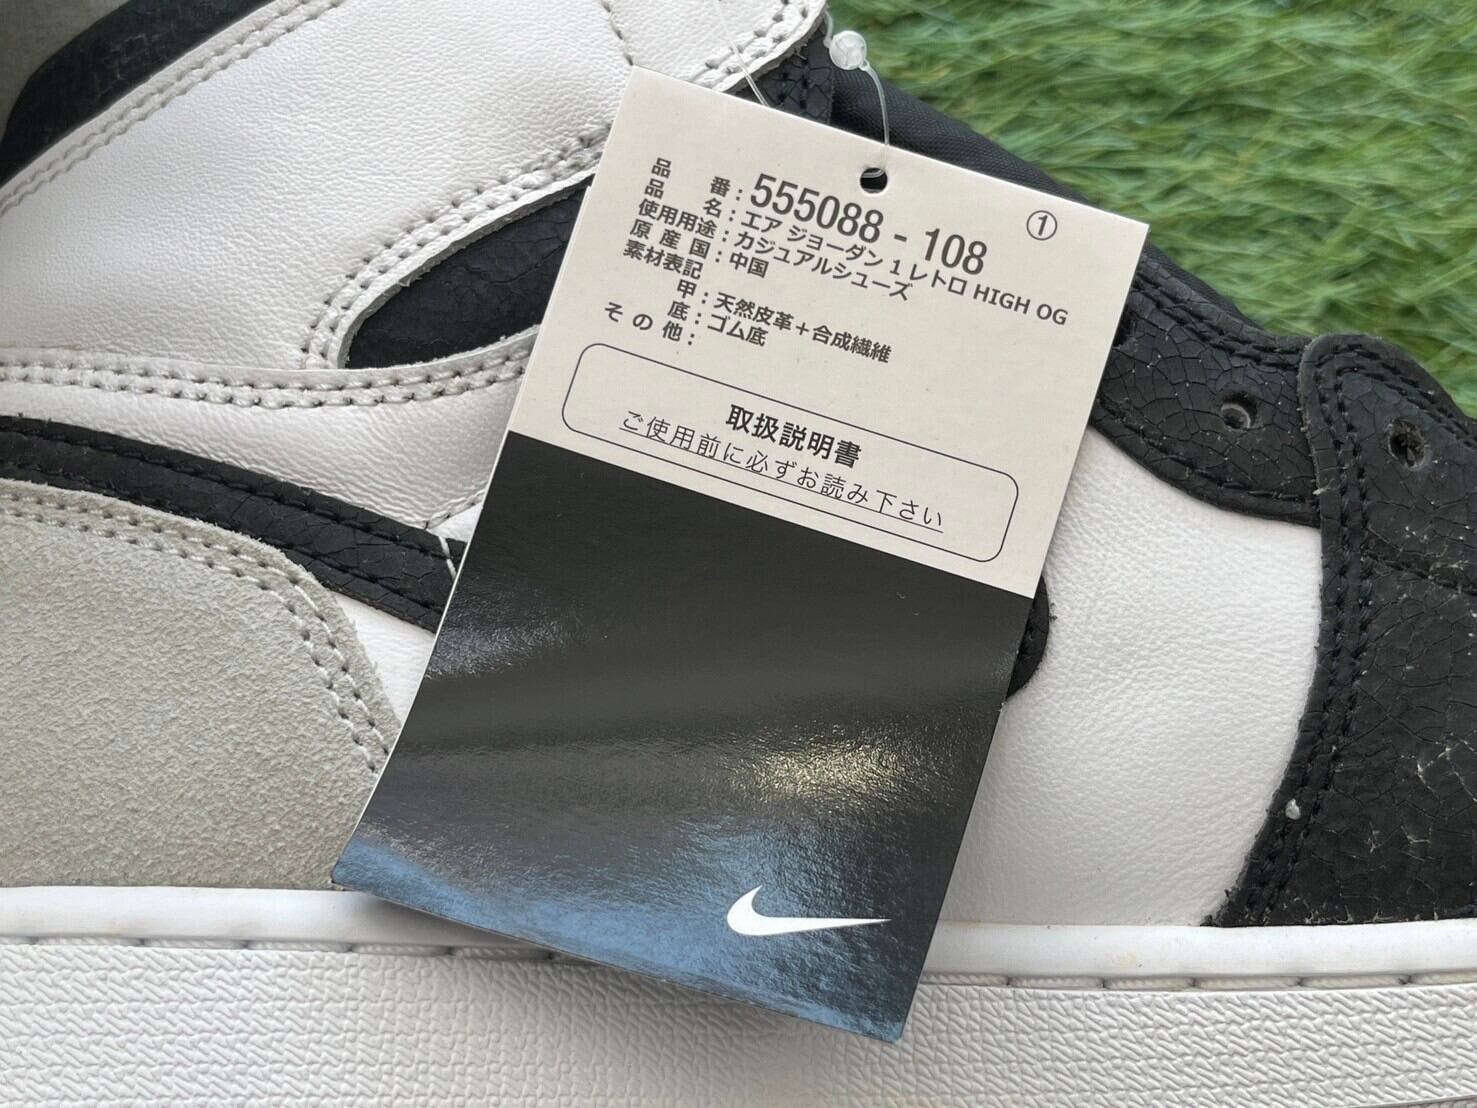 品番：555088 - 108 ①
品名：エア ジョーダン 1 レトロ HIGH OG
使用用途：カジュアルシューズ
原産国：中国
素材表記
甲：天然皮革＋合成繊維
底：ゴム底
その他：
取扱説明書
ご使用前に必ずお読み下さい